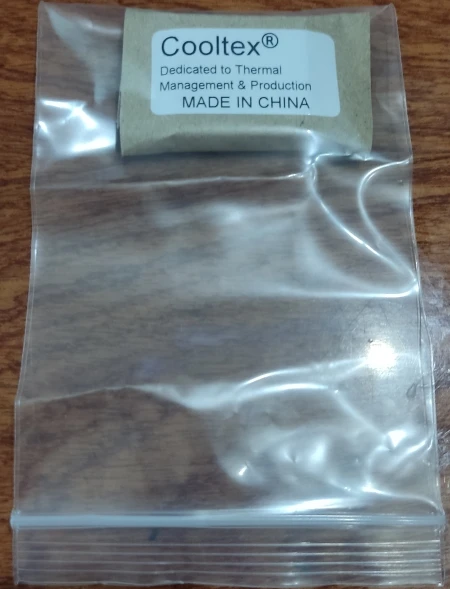 Cooltex®
Dedicated to Thermal
Management & Production
MADE IN CHINA